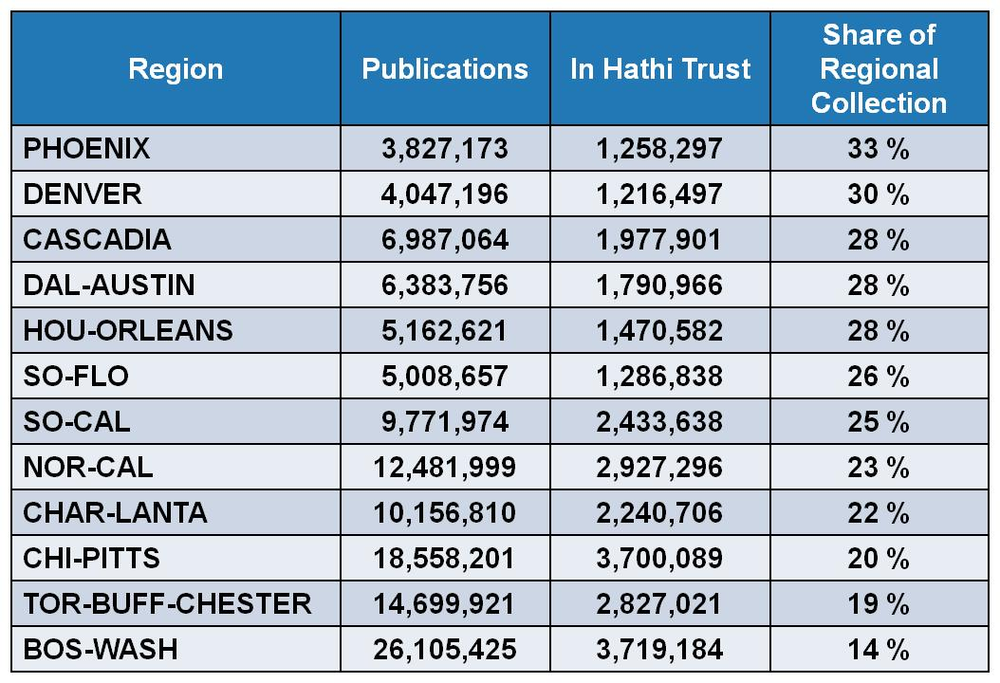 Region Publications In Hathi Trust Share of Regional Collection
PHOENIX 3,827,173 1,258,297 33 %
DENVER 4,047,196 1,216,497 30 %
CASCADIA 6,987,064 1,977,901 28 %
DAL-AUSTIN 6,383,756 1,790,966 28 %
HOU-ORLEANS 5,162,621 1,470,582 28 %
SO-FLO 5,008,657 1,286,838 26 %
SO-CAL 9,771,974 2,433,638 25 %
NOR-CAL 12,481,999 2,927,296 23 %
CHAR-LANTA 10,156,810 2,240,706 22 %
CHI-PITTS 18,558,201 3,700,089 20 %
TOR-BUFF-CHESTER 14,699,921 2,827,021 19 %
BOS-WASH 26,105,425 3,719,184 14 %